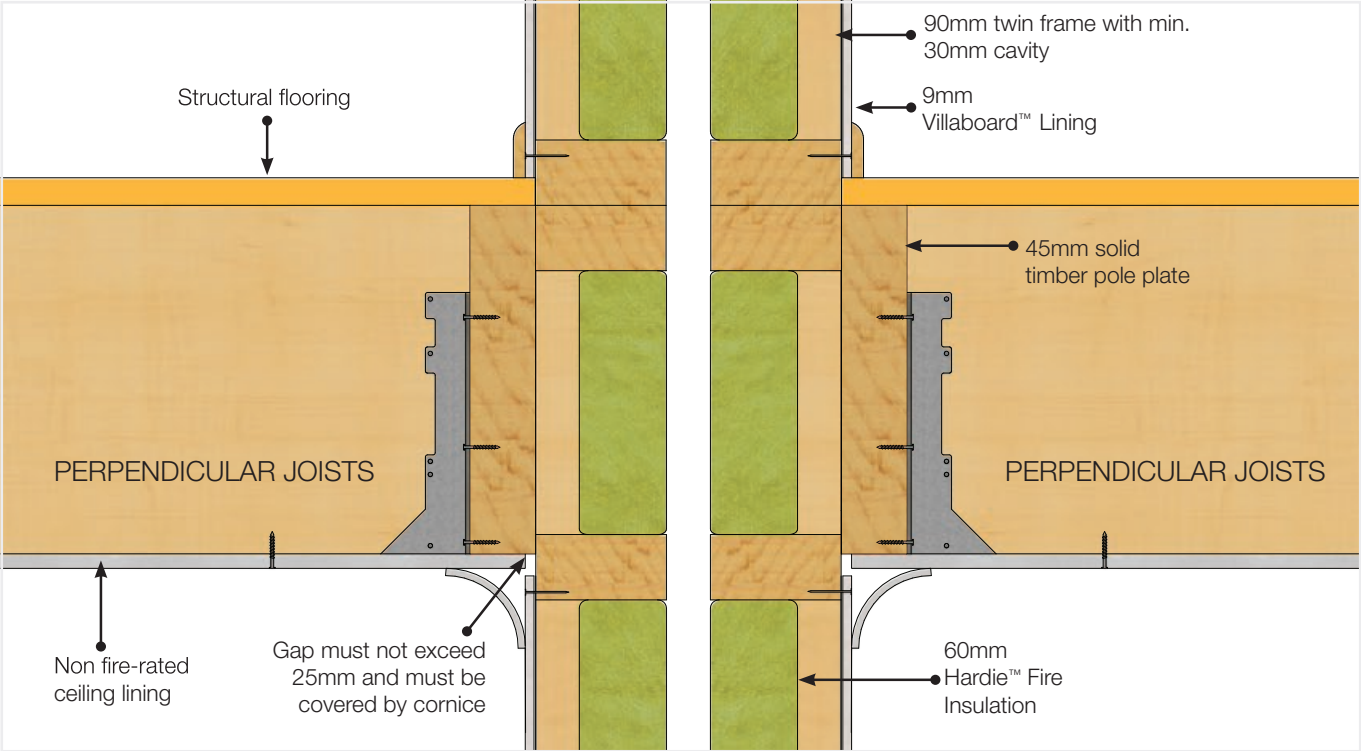 90mm twin frame with min.
30mm cavity
Structural flooring
9mm
Villaboard™ Lining
45mm solid
timber pole plate
PERPENDICULAR JOISTS
PERPENDICULAR JOISTS
Non fire-rated
ceiling lining
Gap must not exceed
25mm and must be
covered by cornice
60mm
Hardie™ Fire
Insulation